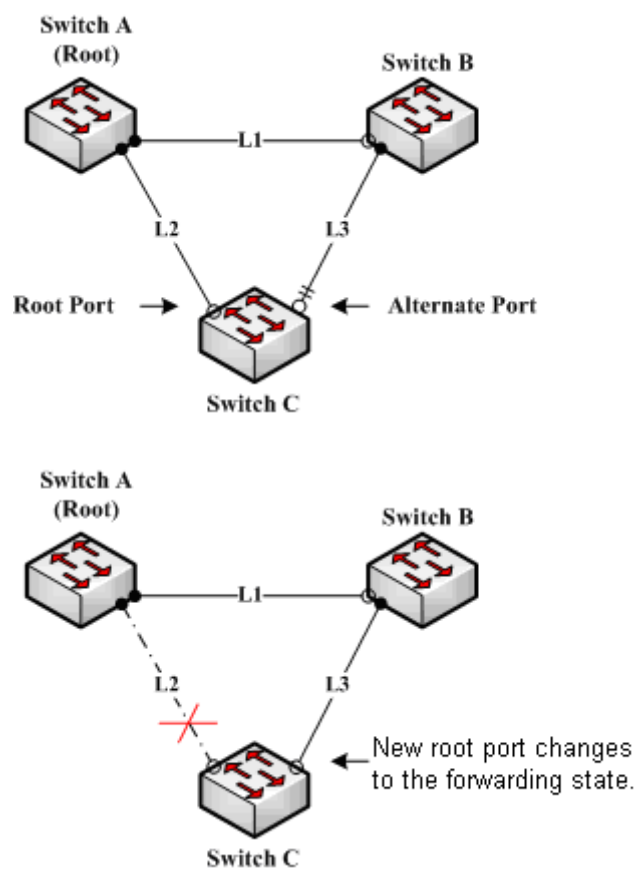 Switch A
(Root)
Switch B
L1
L2
L3
Root Port
Alternate Port
Switch C
Switch A
(Root)
Switch B
L1
L2
L3
New root port changes
to the forwarding state.
Switch C